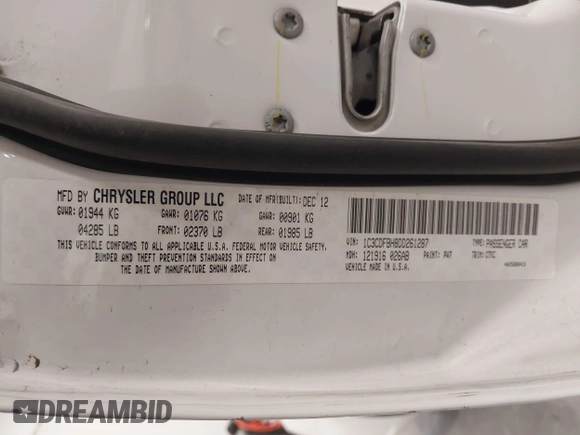 MFD BY CHRYSLER GROUP LLC DATE OF MFR(BUILT): DEC 12
GVWR: 01944 KG GAWR: 01076 KG GAWR: 00901 KG
04285 LB FRONT: 02370 LB REAR: 01985 LB
THIS VEHICLE CONFORMS TO ALL APPLICABLE U.S.A. FEDERAL MOTOR VEHICLE SAFETY,
BUMPER AND THEFT PREVENTION STANDARDS IN EFFECT ON
THE DATE OF MANUFACTURE SHOWN ABOVE.
VIN: 1C3CDFBH8DD261287 TYPE: PASSENGER CAR
MDH: 121916 026AB PAINT: PW7 TRIM: 
VEHICLE MADE IN U.S.A.
DREAMBID